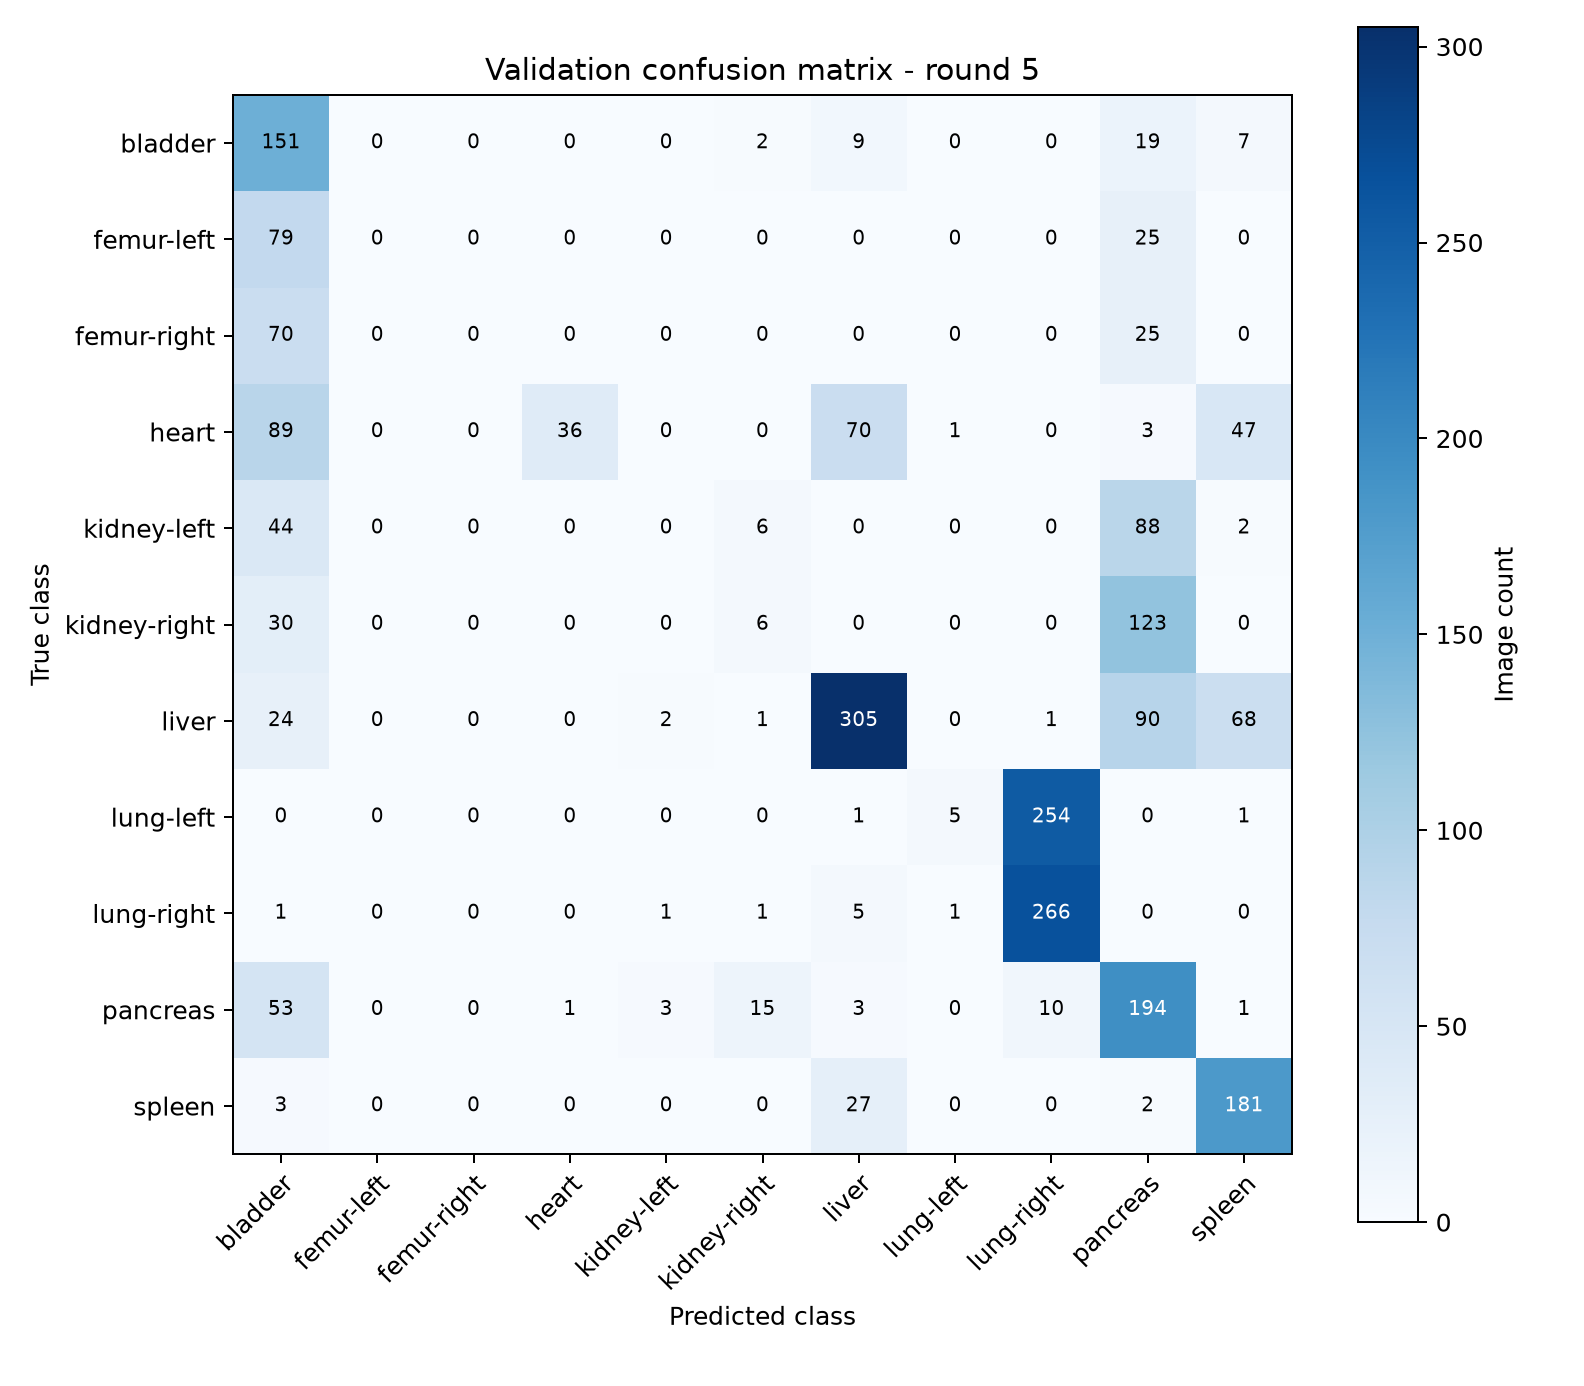 Validation confusion matrix - round 5
True class
bladder 151 0 0 0 0 2 9 0 0 19 7
femur-left 79 0 0 0 0 0 0 0 0 25 0
femur-right 70 0 0 0 0 0 0 0 0 25 0
heart 89 0 0 36 0 0 70 1 0 3 47
kidney-left 44 0 0 0 0 6 0 0 0 88 2
kidney-right 30 0 0 0 0 6 0 0 0 123 0
liver 24 0 0 0 2 1 305 0 1 90 68
lung-left 0 0 0 0 0 0 1 5 254 0 1
lung-right 1 0 0 0 1 1 5 1 266 0 0
pancreas 53 0 0 1 3 15 3 0 10 194 1
spleen 3 0 0 0 0 0 27 0 0 2 181
bladder femur-left femur-right heart kidney-left kidney-right liver lung-left lung-right pancreas spleen
Predicted class
300
250
200
150
100
50
0
Image count